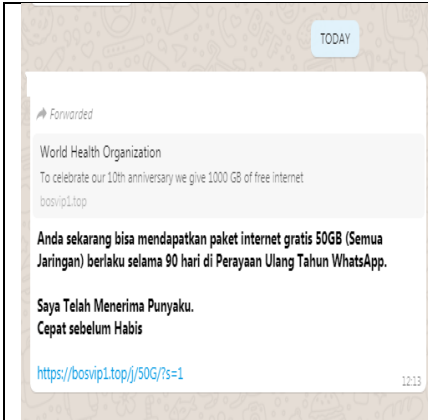 TODAY
Forwarded
World Health Organization
To celebrate our 10th anniversary we give 1000 GB of free internet
bosvip1.top
Anda sekarang bisa mendapatkan paket internet gratis 50GB (Semua
Jaringan) berlaku selama 90 hari di Perayaan Ulang Tahun WhatsApp.
Saya Telah Menerima Punyaku.
Cepat sebelum Habis
https://bosvip1.top/j/50G/?s=1
12:13